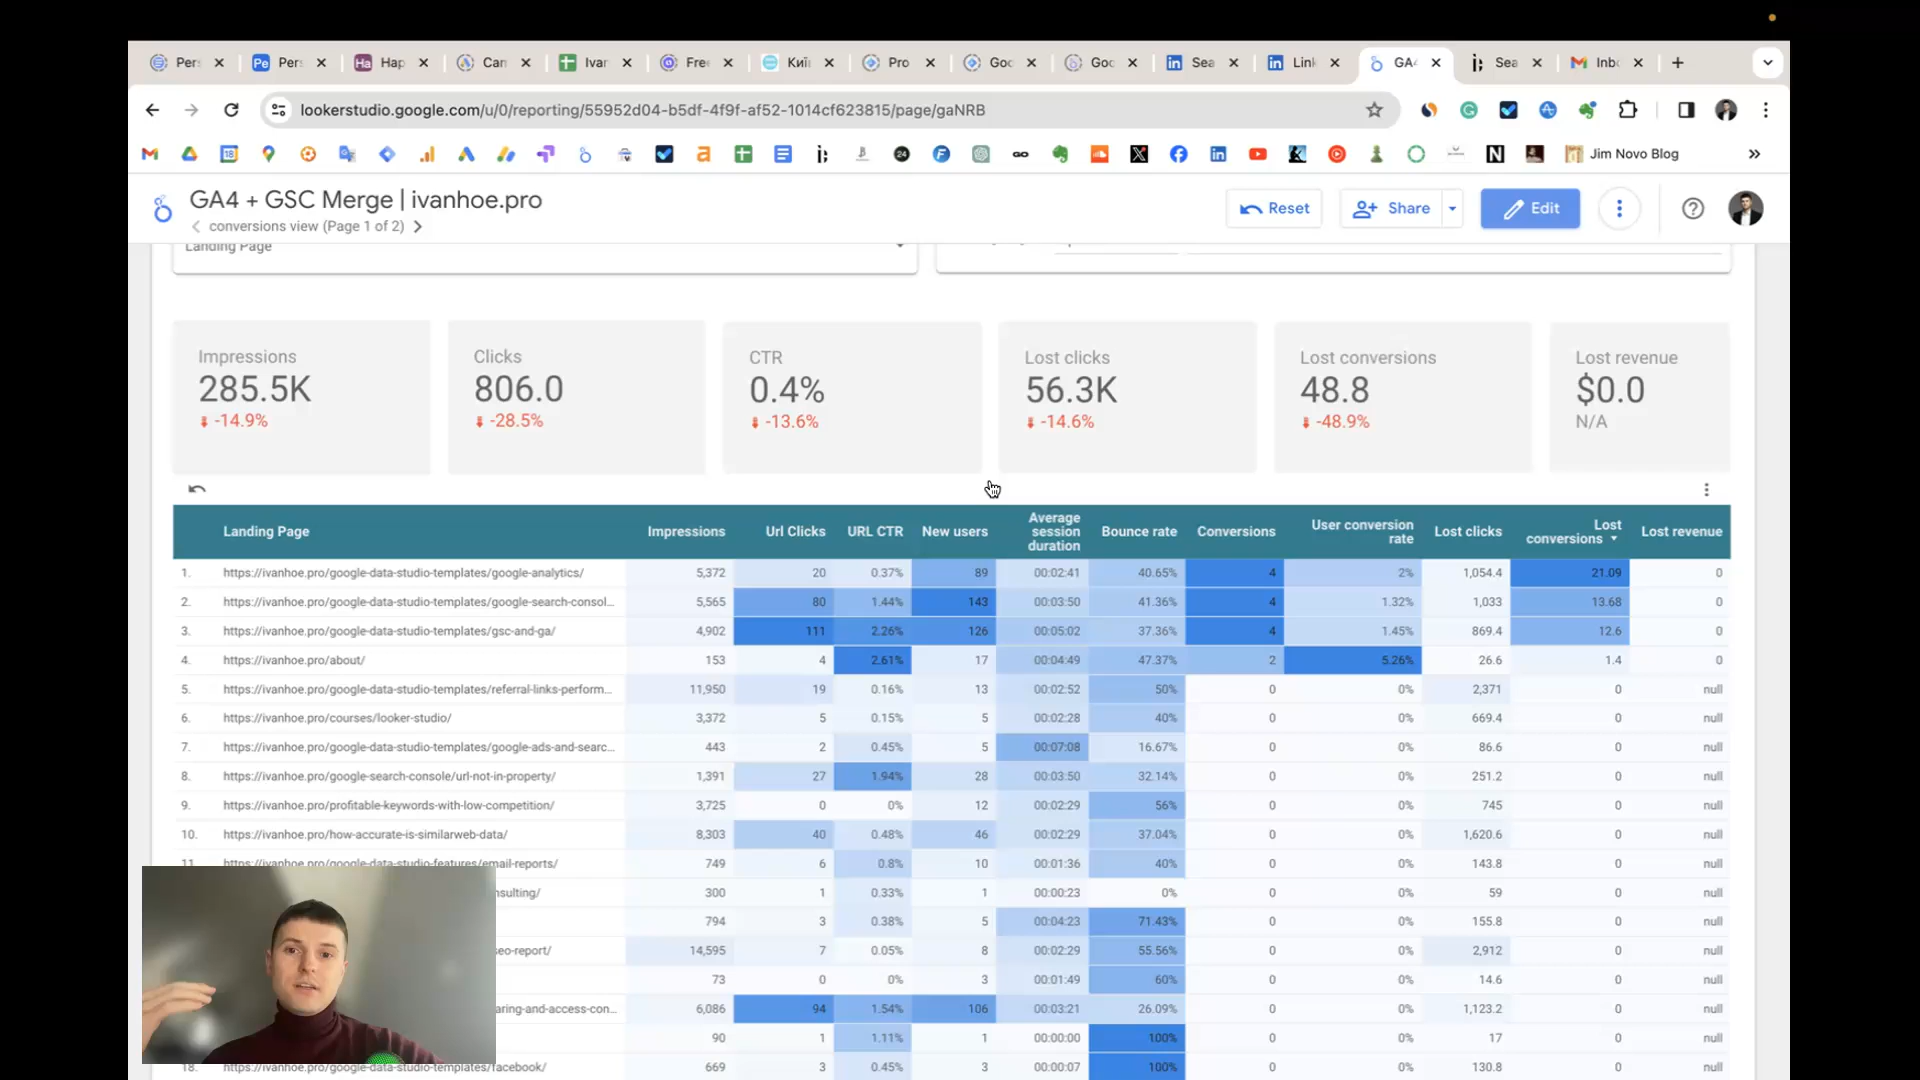 Per
Per
Hap
Can
Ivar
Free
Київ
Pro
Goo
Goo
Sea
Link
GA4
Sea
Inbo
lookerstudio.google.com/u/0/reporting/55952d04-b5df-4f9f-af52-1014cf623815/page/gaNRB
Jim Novo Blog
GA4 + GSC Merge | ivanhoe.pro
conversions view (Page 1 of 2)
Reset
Share
Edit
Landing Page
Impressions
285.5K
-14.9%
Clicks
806.0
-28.5%
CTR
0.4%
-13.6%
Lost clicks
56.3K
-14.6%
Lost conversions
48.8
-48.9%
Lost revenue
$0.0
N/A
Landing Page Impressions Url Clicks URL CTR New users Average session duration Bounce rate Conversions User conversion rate Lost clicks Lost conversions Lost revenue
1. https://ivanhoe.pro/google-data-studio-templates/google-analytics/ 5,372 20 0.37% 89 00:02:41 40.65% 4 2% 1,054.4 21.09 0
2. https://ivanhoe.pro/google-data-studio-templates/google-search-consol... 5,565 80 1.44% 143 00:03:50 41.36% 4 1.32% 1,033 13.68 0
3. https://ivanhoe.pro/google-data-studio-templates/gsc-and-ga/ 4,902 111 2.26% 126 00:05:02 37.36% 4 1.45% 869.4 12.6 0
4. https://ivanhoe.pro/about/ 153 4 2.61% 17 00:04:49 47.37% 2 5.26% 26.6 1.4 0
5. https://ivanhoe.pro/google-data-studio-templates/referral-links-perform... 11,950 19 0.16% 13 00:02:52 50% 0 0% 2,371 0 null
6. https://ivanhoe.pro/courses/looker-studio/ 3,372 5 0.15% 5 00:02:28 40% 0 0% 669.4 0 null
7. https://ivanhoe.pro/google-data-studio-templates/google-ads-and-searc... 443 2 0.45% 5 00:07:08 16.67% 0 0% 86.6 0 null
8. https://ivanhoe.pro/google-search-console/url-not-in-property/ 1,391 27 1.94% 28 00:03:50 32.14% 0 0% 251.2 0 null
9. https://ivanhoe.pro/profitable-keywords-with-low-competition/ 3,725 0 0% 12 00:02:29 56% 0 0% 745 0 null
10. https://ivanhoe.pro/how-accurate-is-similarweb-data/ 8,303 40 0.48% 46 00:02:29 37.04% 0 0% 1,620.6 0 null
11. https://ivanhoe.pro/google-data-studio-features/email-reports/ 749 6 0.8% 10 00:01:36 40% 0 0% 143.8 0 null
nsulting/ 300 1 0.33% 1 00:00:23 0% 0 0% 59 0 null
794 3 0.38% 5 00:04:23 71.43% 0 0% 155.8 0 null
seo-report/ 14,595 7 0.05% 8 00:02:29 55.56% 0 0% 2,912 0 null
73 0 0% 3 00:01:49 60% 0 0% 14.6 0 null
aring-and-access-con... 6,086 94 1.54% 106 00:03:21 26.09% 0 0% 1,123.2 0 null
90 1 1.11% 1 00:00:00 100% 0 0% 17 0 null
18. https://ivanhoe.pro/google-data-studio-templates/facebook/ 669 3 0.45% 3 00:00:07 100% 0 0% 130.8 0 null